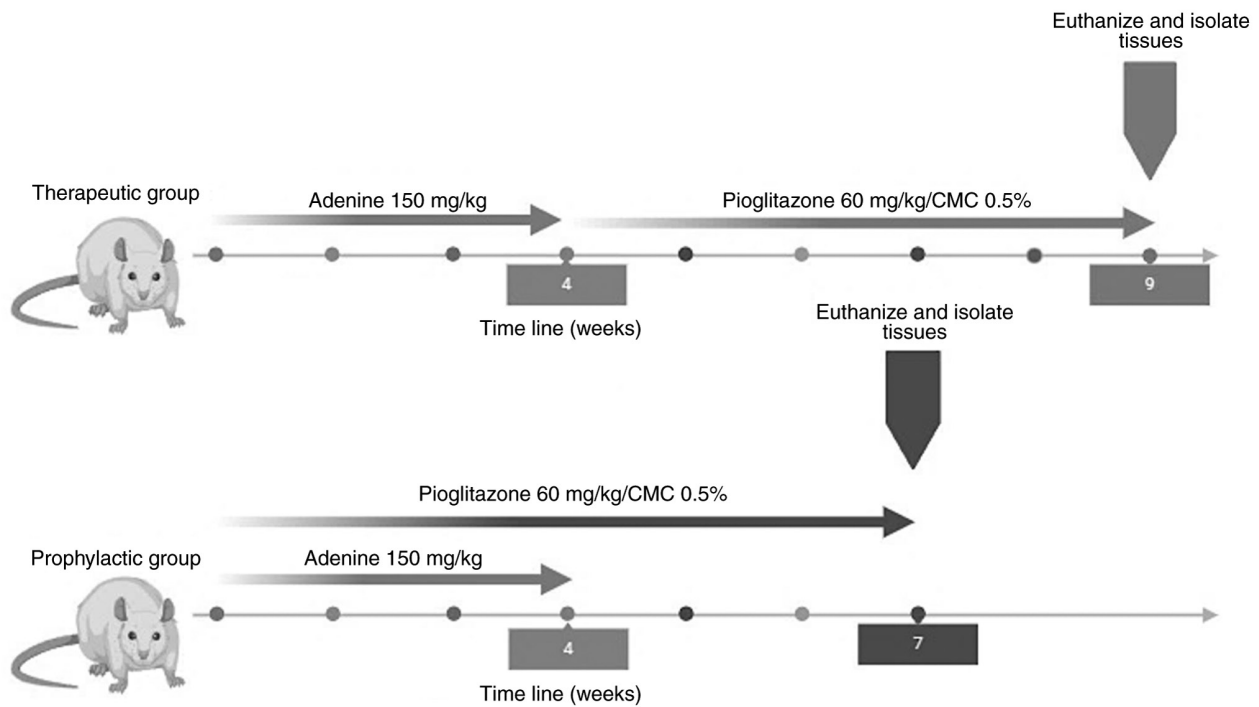 Euthanize and isolate
tissues
Therapeutic group
Adenine 150 mg/kg
Pioglitazone 60 mg/kg/CMC 0.5%
4
9
Time line (weeks)
Euthanize and isolate
tissues
Pioglitazone 60 mg/kg/CMC 0.5%
Prophylactic group
Adenine 150 mg/kg
4
7
Time line (weeks)